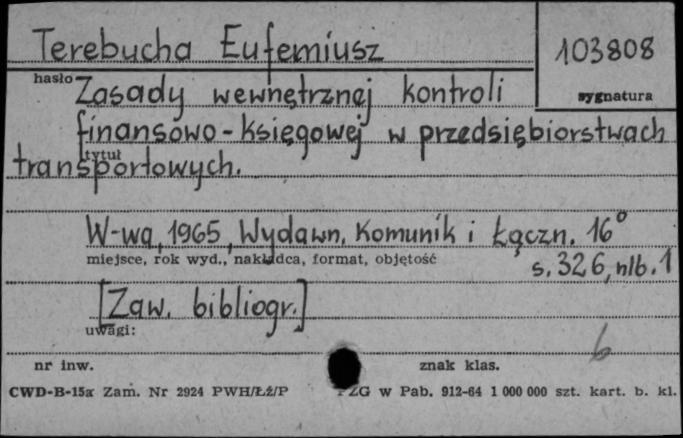 Terebucha Eufemiusz
103808
hasło
sygnatura
Zasady wewnętrznej kontroli
finansowo-księgowej w przedsiębiorstwach
tytuł
transportowych.
W-wa, 1965, Wydawn. Komunik i Łączn. 16°
miejsce, rok wyd., nakładca, format, objętość
s. 326, nlb. 1
[Zaw. bibliogr.]
uwagi:
6
nr inw.
znak klas.
CWD-B-15a Zam. Nr 2924 PWH/Łź/P
PZG w Pab. 912-64 1 000 000 szt. kart. b. kl.